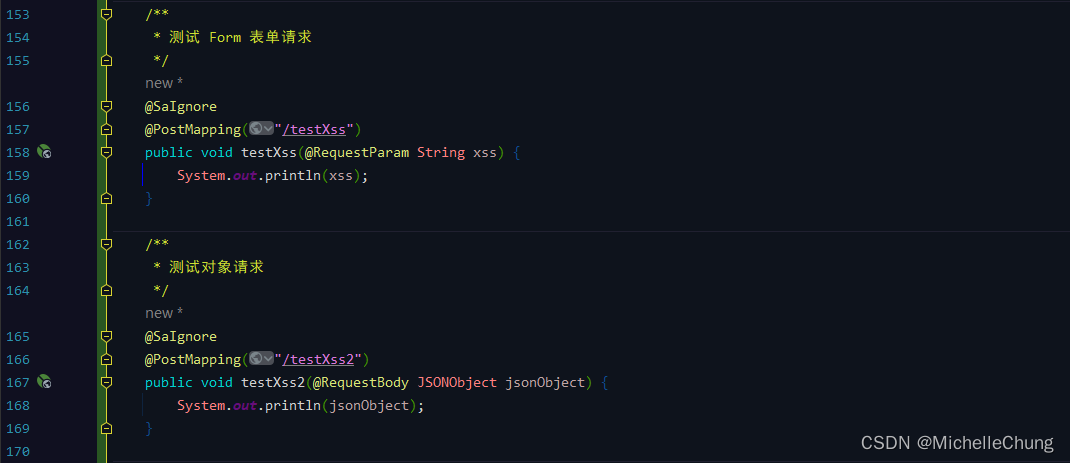 153 /**
154 * 测试 Form 表单请求
155 */
new *
156 @SaIgnore
157 @PostMapping("/testXss")
158 public void testXss(@RequestParam String xss) {
159 System.out.println(xss);
160 }
161
162 /**
163 * 测试对象请求
164 */
new *
165 @SaIgnore
166 @PostMapping("/testXss2")
167 public void testXss2(@RequestBody JSONObject jsonObject) {
168 System.out.println(jsonObject);
169 }
170
CSDN @MichelleChung